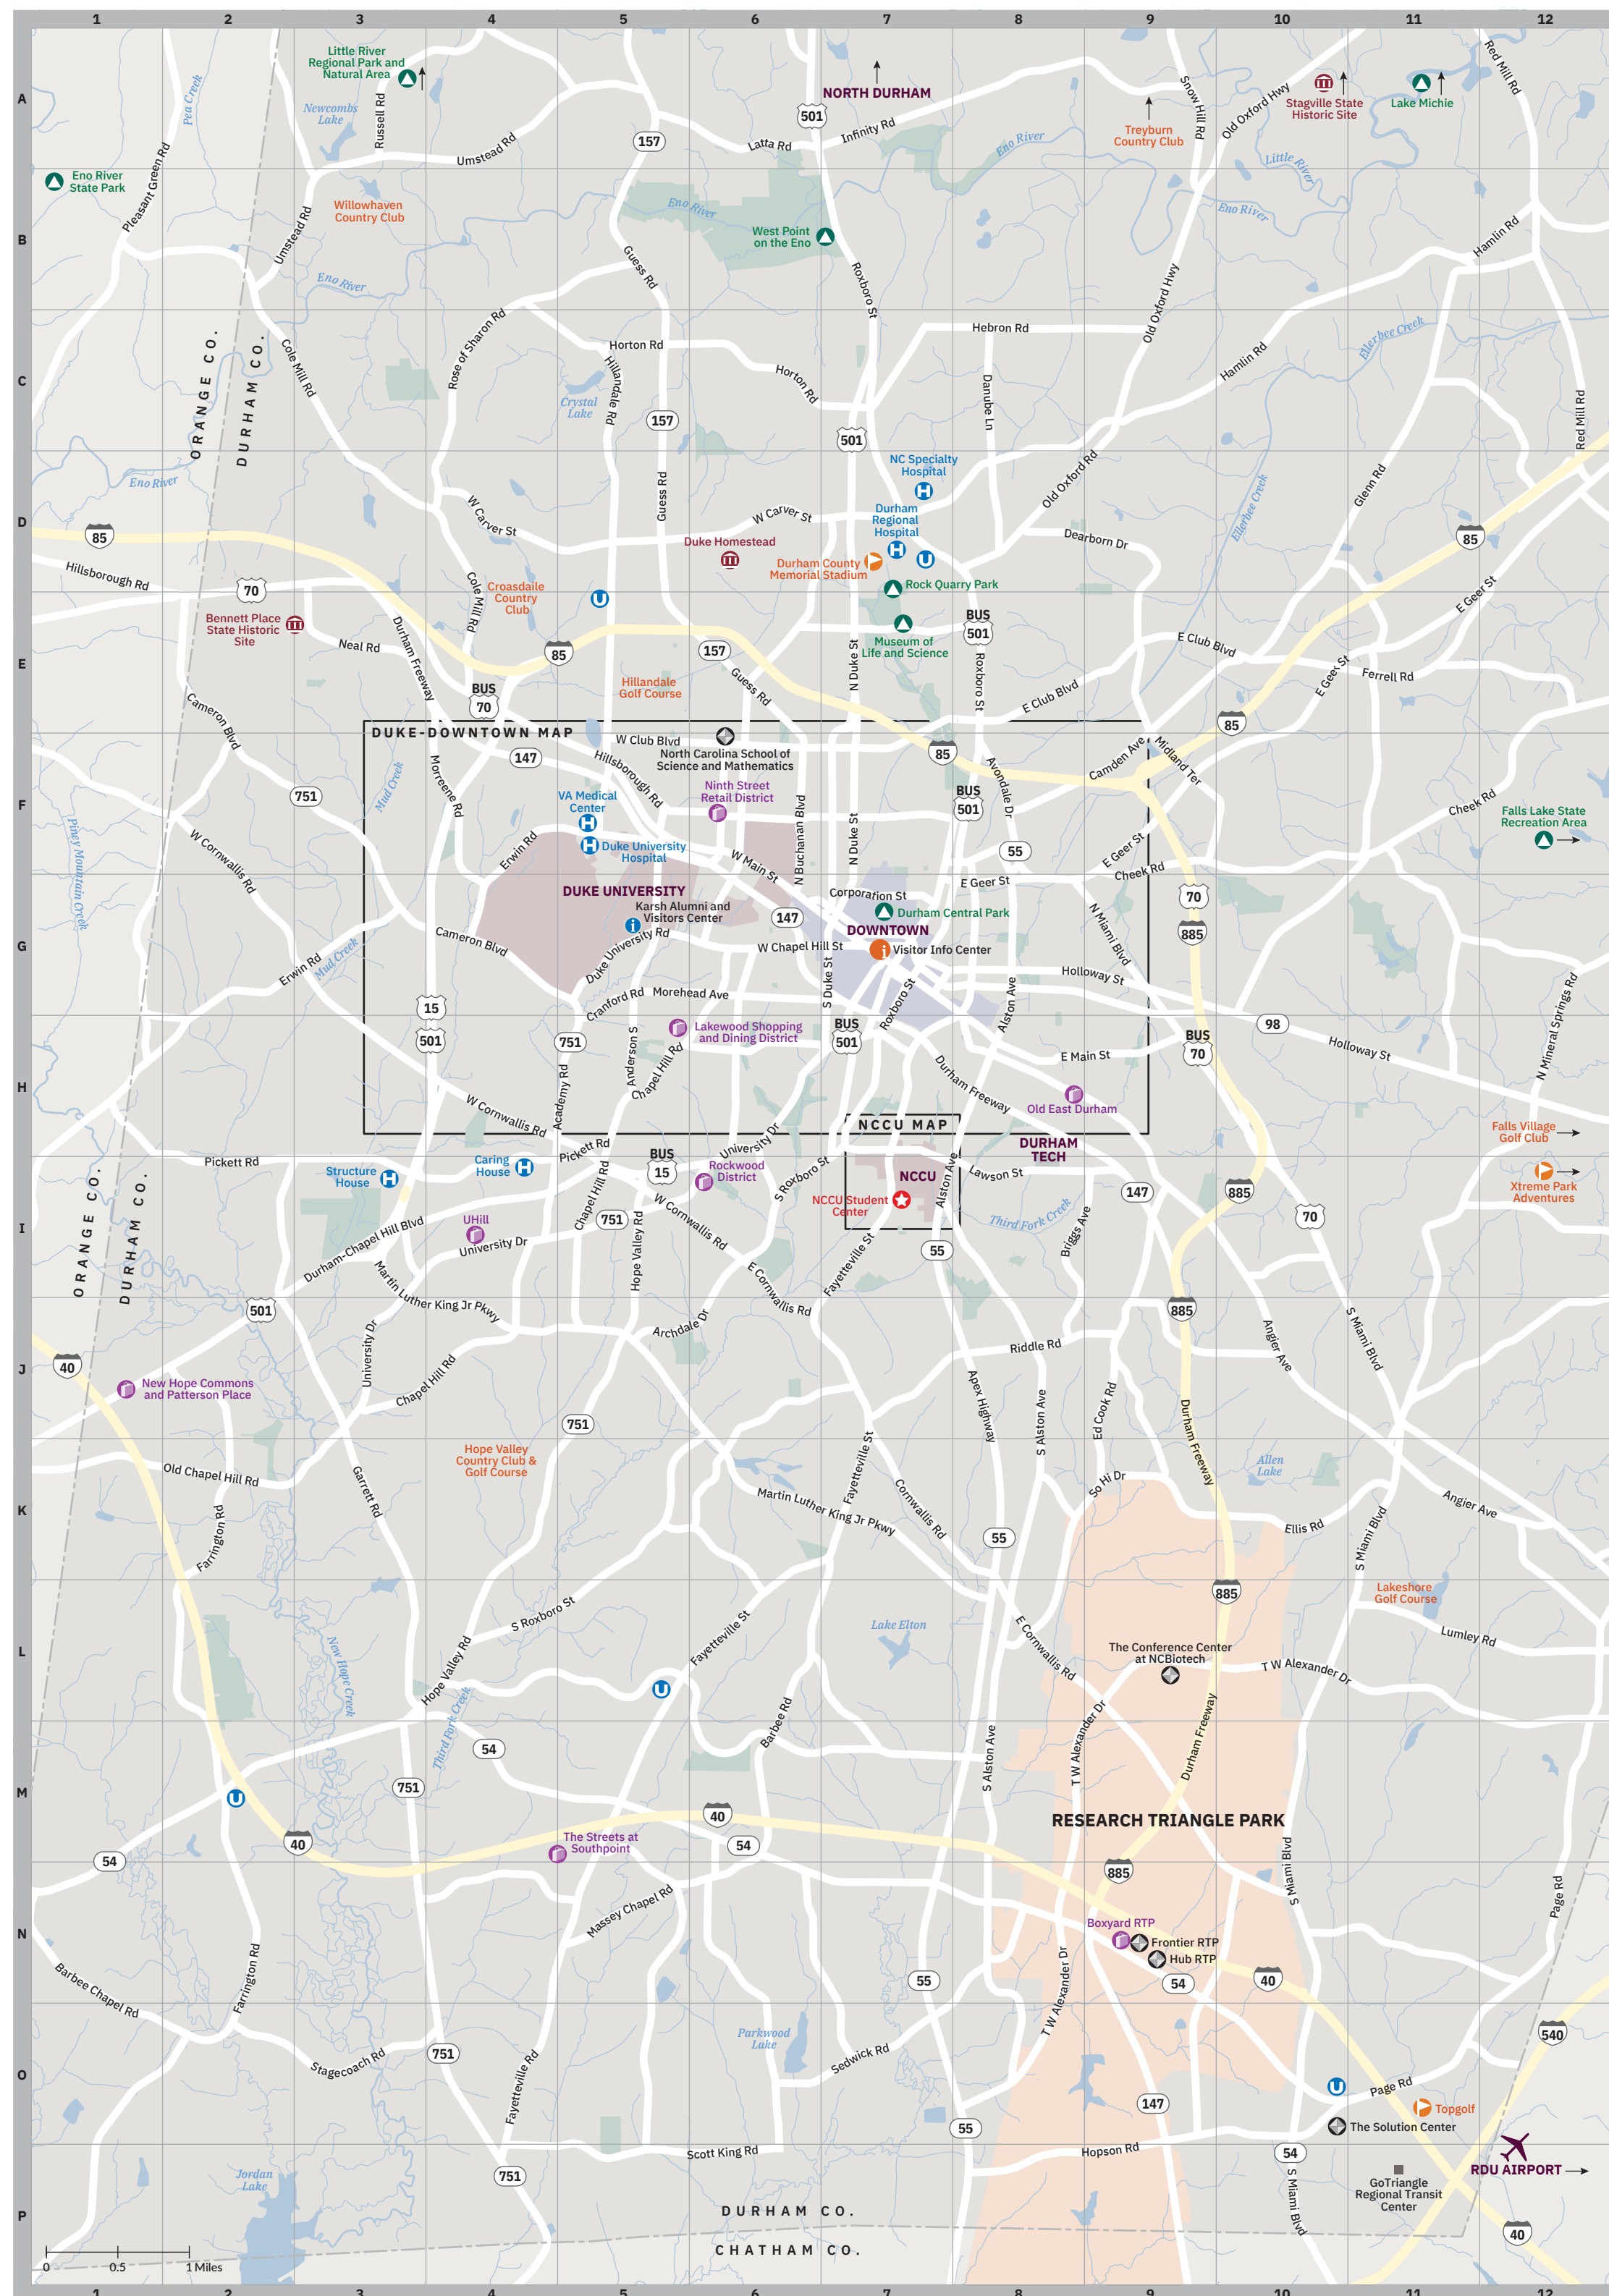 1 2 3 4 5 6 7 8 9 10 11 12
A
Little River
Regional Park and
Natural Area
Newcombs
Lake
Russell Rd
Pea Creek
Umstead Rd
157
Latta Rd
501
NORTH DURHAM
Infinity Rd
Eno River
Treyburn
Country Club
Snow Hill Rd
Old Oxford Hwy
Stagville State
Historic Site
Lake Michie
Red Mill Rd
Little River
B
Eno River
State Park
Pleasant Green Rd
Umstead Rd
Willowhaven
Country Club
Eno River
Eno River
West Point
on the Eno
Guess Rd
Roxboro St
Eno River
Old Oxford Hwy
Hamlin Rd
C
ORANGE CO.
DURHAM CO.
Cole Mill Rd
Rose of Sharon Rd
Horton Rd
Hillandale Rd
Crystal
Lake
157
Horton Rd
501
Hebron Rd
Danube Ln
Hamlin Rd
Ellerbee Creek
Red Mill Rd
D
Eno River
85
Hillsborough Rd
70
W Carver St
Cole Mill Rd
Guess Rd
W Carver St
Duke Homestead
NC Specialty
Hospital
Durham
Regional
Hospital
Durham County
Memorial Stadium
Rock Quarry Park
Old Oxford Rd
Dearborn Dr
Ellerbee Creek
Glenn Rd
85
E Geer St
E
Bennett Place
State Historic
Site
Neal Rd
Durham Freeway
Croasdaile
Country
Club
85
BUS
70
Hillandale
Golf Course
157
Guess Rd
N Duke St
Museum of
Life and Science
BUS
501
Roxboro St
E Club Blvd
E Club Blvd
E Geer St
Ferrell Rd
85
Cameron Blvd
F
DUKE-DOWNTOWN MAP
147
W Club Blvd
North Carolina School of
Science and Mathematics
Hillsborough Rd
Ninth Street
Retail District
VA Medical
Center
Duke University
Hospital
Mud Creek
Morreene Rd
751
Erwin Rd
W Main St
N Buchanan Blvd
N Duke St
85
BUS
501
Avondale Dr
55
Camden Ave
Midland Ter
E Geer St
Cheek Rd
Cheek Rd
Falls Lake State
Recreation Area
Piney Mountain Creek
W Cornwallis Rd
G
DUKE UNIVERSITY
Karsh Alumni and
Visitors Center
Duke University Rd
Cameron Blvd
Erwin Rd
Mud Creek
147
Corporation St
E Geer St
Durham Central Park
DOWNTOWN
W Chapel Hill St
Visitor Info Center
S Duke St
Roxboro St
N Miami Blvd
70
885
Holloway St
Cranford Rd
Morehead Ave
Alston Ave
N Mineral Springs Rd
H
15
501
751
Anderson S
Chapel Hill Rd
Lakewood Shopping
and Dining District
BUS
501
Academy Rd
W Cornwallis Rd
Durham Freeway
E Main St
Old East Durham
BUS
70
98
Holloway St
NCCU MAP
DURHAM
TECH
Falls Village
Golf Club
Pickett Rd
I
Pickett Rd
Structure
House
Caring
House
Chapel Hill Rd
BUS
15
University Dr
Rockwood
District
S Roxboro St
NCCU
NCCU Student
Center
Alston Ave
Lawson St
Third Fork Creek
Briggs Ave
147
885
70
Xtreme Park
Adventures
ORANGE CO.
DURHAM CO.
Durham-Chapel Hill Blvd
UHill
University Dr
751
Hope Valley Rd
W Cornwallis Rd
E Cornwallis Rd
Fayetteville St
55
501
Martin Luther King Jr Pkwy
J
40
New Hope Commons
and Patterson Place
University Dr
Chapel Hill Rd
Archdale Dr
751
Apex Highway
Riddle Rd
S Alston Ave
Ed Cook Rd
885
Durham Freeway
Angier Ave
S Miami Blvd
K
Old Chapel Hill Rd
Farrington Rd
Garrett Rd
Hope Valley
Country Club &
Golf Course
Martin Luther King Jr Pkwy
Fayetteville St
Cornwallis Rd
55
So Hi Dr
Allen
Lake
Ellis Rd
S Miami Blvd
Angier Ave
L
New Hope Creek
Hope Valley Rd
S Roxboro St
Third Fork Creek
Fayetteville St
Lake Elton
E Cornwallis Rd
The Conference Center
at NCBiotech
885
T W Alexander Dr
Lakeshore
Golf Course
Lumley Rd
M
54
751
40
54
Barbee Rd
S Alston Ave
T W Alexander Dr
Durham Freeway
RESEARCH TRIANGLE PARK
S Miami Blvd
40
54
The Streets at
Southpoint
885
N
Barbee Chapel Rd
Farrington Rd
Massey Chapel Rd
55
T W Alexander Dr
Boxyard RTP
Frontier RTP
Hub RTP
54
40
Page Rd
O
Stagecoach Rd
751
Fayetteville Rd
Parkwood
Lake
Sedwick Rd
55
147
540
Page Rd
Topgolf
The Solution Center
P
Jordan
Lake
751
Scott King Rd
Hopson Rd
54
S Miami Blvd
GoTriangle
Regional Transit
Center
RDU AIRPORT
40
DURHAM CO.
CHATHAM CO.
0 0.5 1 Miles
1 2 3 4 5 6 7 8 9 10 11 12